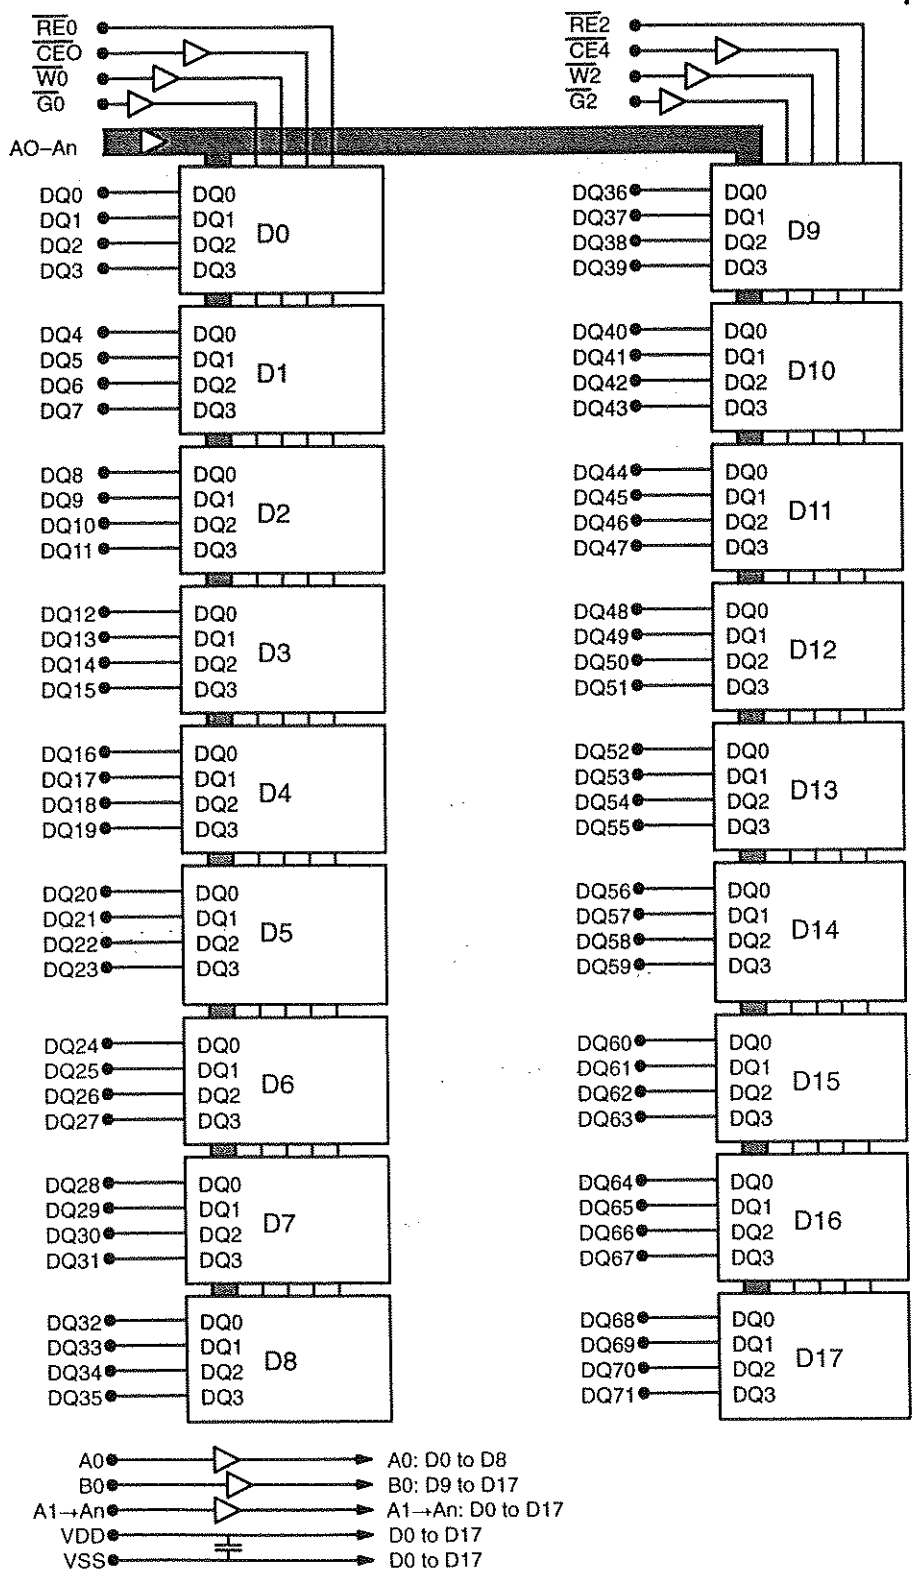 RE0
CEO
W0
G0
AO–An
DQ0
DQ1
DQ2
DQ3
DQ0
DQ1
DQ2
DQ3
D0
DQ4
DQ5
DQ6
DQ7
DQ0
DQ1
DQ2
DQ3
D1
DQ8
DQ9
DQ10
DQ11
DQ0
DQ1
DQ2
DQ3
D2
DQ12
DQ13
DQ14
DQ15
DQ0
DQ1
DQ2
DQ3
D3
DQ16
DQ17
DQ18
DQ19
DQ0
DQ1
DQ2
DQ3
D4
DQ20
DQ21
DQ22
DQ23
DQ0
DQ1
DQ2
DQ3
D5
DQ24
DQ25
DQ26
DQ27
DQ0
DQ1
DQ2
DQ3
D6
DQ28
DQ29
DQ30
DQ31
DQ0
DQ1
DQ2
DQ3
D7
DQ32
DQ33
DQ34
DQ35
DQ0
DQ1
DQ2
DQ3
D8
RE2
CE4
W2
G2
DQ36
DQ37
DQ38
DQ39
DQ0
DQ1
DQ2
DQ3
D9
DQ40
DQ41
DQ42
DQ43
DQ0
DQ1
DQ2
DQ3
D10
DQ44
DQ45
DQ46
DQ47
DQ0
DQ1
DQ2
DQ3
D11
DQ48
DQ49
DQ50
DQ51
DQ0
DQ1
DQ2
DQ3
D12
DQ52
DQ53
DQ54
DQ55
DQ0
DQ1
DQ2
DQ3
D13
DQ56
DQ57
DQ58
DQ59
DQ0
DQ1
DQ2
DQ3
D14
DQ60
DQ61
DQ62
DQ63
DQ0
DQ1
DQ2
DQ3
D15
DQ64
DQ65
DQ66
DQ67
DQ0
DQ1
DQ2
DQ3
D16
DQ68
DQ69
DQ70
DQ71
DQ0
DQ1
DQ2
DQ3
D17
A0 A0: D0 to D8
B0 B0: D9 to D17
A1→An A1→An: D0 to D17
VDD D0 to D17
VSS D0 to D17